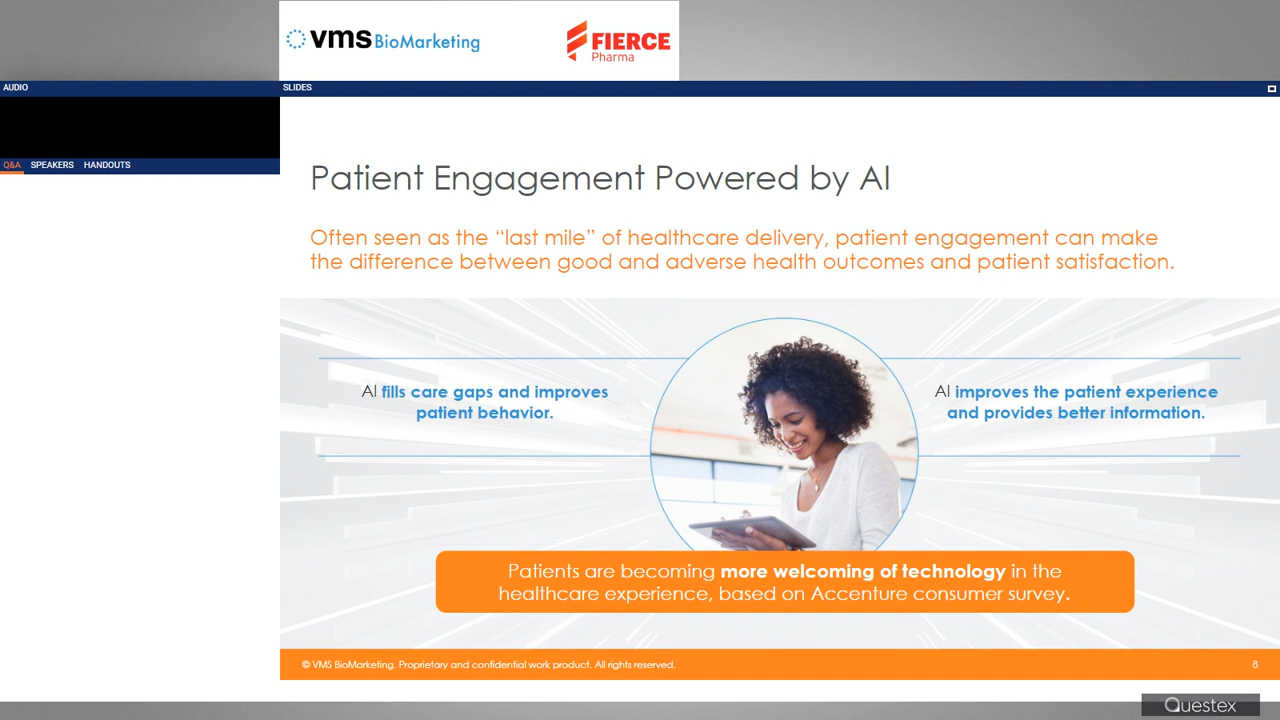 vms BioMarketing
FIERCE
Pharma
AUDIO
SLIDES
Q&A SPEAKERS HANDOUTS
Patient Engagement Powered by AI
Often seen as the “last mile” of healthcare delivery, patient engagement can make
the difference between good and adverse health outcomes and patient satisfaction.
AI fills care gaps and improves
patient behavior.
AI improves the patient experience
and provides better information.
Patients are becoming more welcoming of technology in the
healthcare experience, based on Accenture consumer survey.
© VMS BioMarketing. Proprietary and confidential work product. All rights reserved.
8
Questex